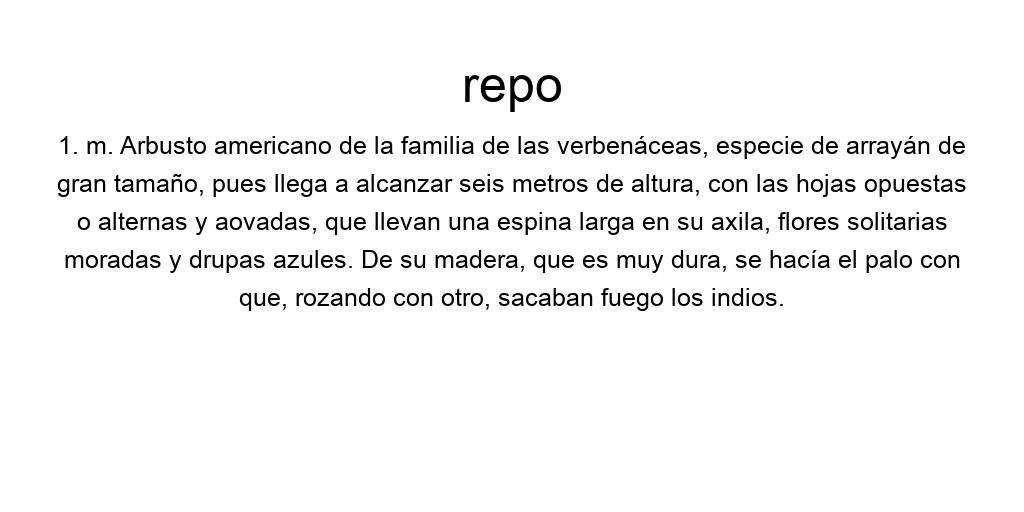 repo
1. m. Arbusto americano de la familia de las verbenáceas, especie de arrayán de
gran tamaño, pues llega a alcanzar seis metros de altura, con las hojas opuestas
o alternas y aovadas, que llevan una espina larga en su axila, flores solitarias
moradas y drupas azules. De su madera, que es muy dura, se hacía el palo con
que, rozando con otro, sacaban fuego los indios.